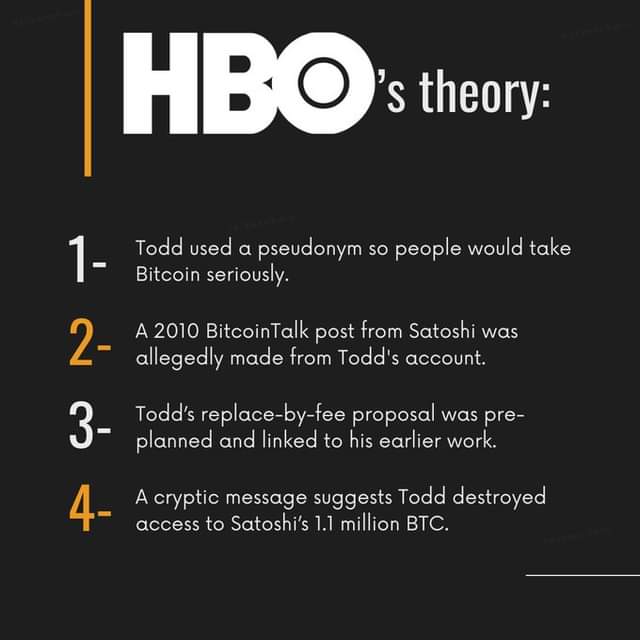 HBO's theory:
1- Todd used a pseudonym so people would take
Bitcoin seriously.
2- A 2010 BitcoinTalk post from Satoshi was
allegedly made from Todd's account.
3- Todd’s replace-by-fee proposal was pre-
planned and linked to his earlier work.
4- A cryptic message suggests Todd destroyed
access to Satoshi’s 1.1 million BTC.